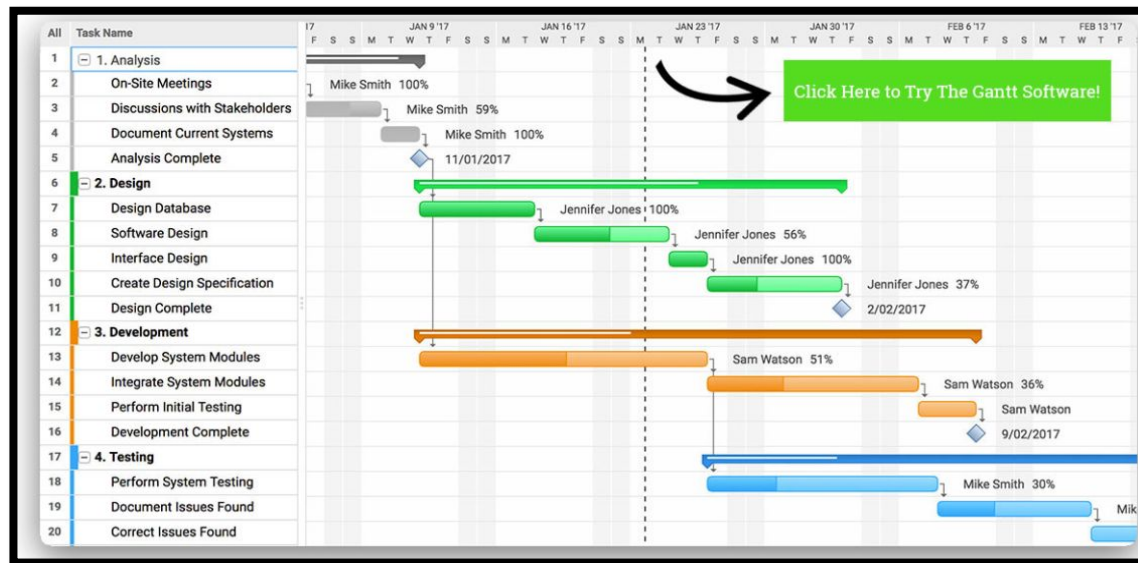 17 JAN 9 '17 JAN 16 '17 JAN 23 '17 JAN 30 '17 FEB 6 '17 FEB 13 '17
All Task Name F S S M T W T F S S M T W T F S S M T W T F S S M T W T F S S M T W T F S S M T W T F
1 1. Analysis
2 On-Site Meetings Mike Smith 100%
Click Here to Try The Gantt Software!
3 Discussions with Stakeholders Mike Smith 59%
4 Document Current Systems Mike Smith 100%
5 Analysis Complete 11/01/2017
6 2. Design
7 Design Database Jennifer Jones 100%
8 Software Design Jennifer Jones 56%
9 Interface Design Jennifer Jones 100%
10 Create Design Specification Jennifer Jones 37%
11 Design Complete 2/02/2017
12 3. Development
13 Develop System Modules Sam Watson 51%
14 Integrate System Modules Sam Watson 36%
15 Perform Initial Testing Sam Watson
16 Development Complete 9/02/2017
17 4. Testing
18 Perform System Testing Mike Smith 30%
19 Document Issues Found Mik
20 Correct Issues Found